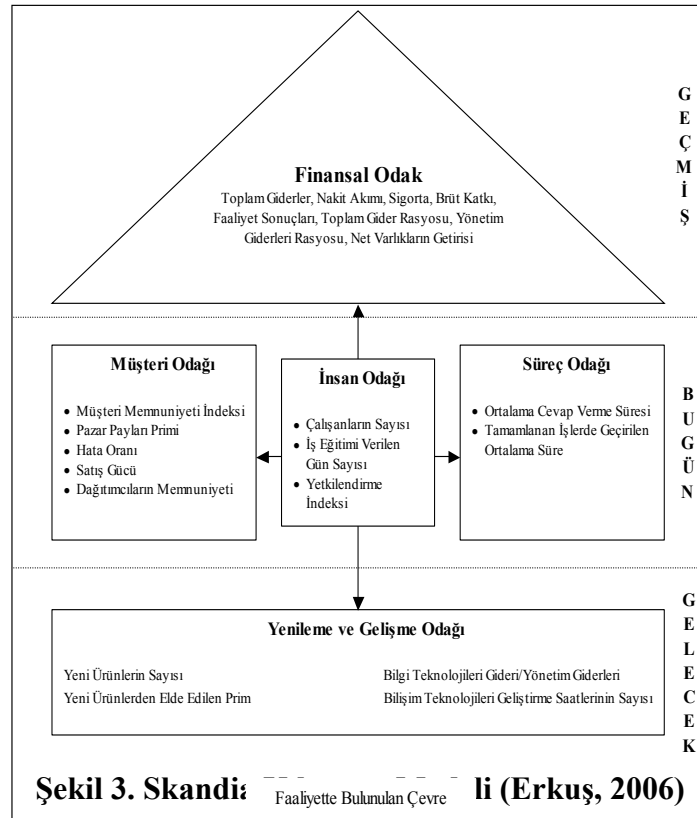 Finansal Odak
Toplam Giderler, Nakit Akımı, Sigorta, Brüt Katkı,
Faaliyet Sonuçları, Toplam Gider Rasyosu, Yönetim
Giderleri Rasyosu, Net Varlıkların Getirisi
GEÇMİŞ
Müşteri Odağı
• Müşteri Memnuniyeti İndeksi
• Pazar Payları Primi
• Hata Oranı
• Satış Gücü
• Dağıtımcıların Memnuniyeti
İnsan Odağı
• Çalışanların Sayısı
• İş Eğitimi Verilen
Gün Sayısı
• Yetkilendirme
İndeksi
Süreç Odağı
• Ortalama Cevap Verme Süresi
• Tamamlanan İşlerde Geçirilen
Ortalama Süre
BUGÜN
Yenileme ve Gelişme Odağı
Yeni Ürünlerin Sayısı
Yeni Ürünlerden Elde Edilen Prim
Bilgi Teknolojileri Gideri/Yönetim Giderleri
Bilişim Teknolojileri Geliştirme Saatlerinin Sayısı
GELECEK
Şekil 3. Skandia li (Erkuş, 2006)
Faaliyette Bulunulan Çevre